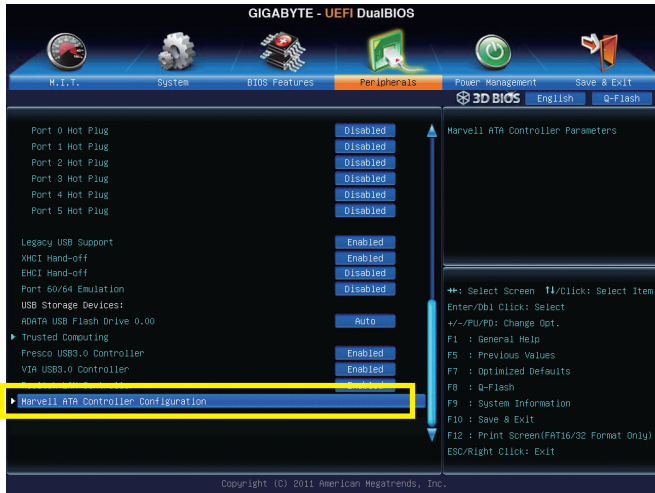 GIGABYTE - UEFI DualBIOS
M.I.T. System BIOS Features Peripherals Power Management Save & Exit
3D BIOS English Q-Flash
Port 0 Hot Plug Disabled
Port 1 Hot Plug Disabled
Port 2 Hot Plug Disabled
Port 3 Hot Plug Disabled
Port 4 Hot Plug Disabled
Port 5 Hot Plug Disabled
Legacy USB Support Enabled
XHCI Hand-off Enabled
EHCI Hand-off Disabled
Port 60/64 Emulation Disabled
USB Storage Devices:
ADATA USB Flash Drive 0.00 Auto
Trusted Computing
Fresco USB3.0 Controller Enabled
VIA USB3.0 Controller Enabled
Controller Enabled
Marvell ATA Controller Configuration
Marvell ATA Controller Parameters
→←: Select Screen ↑↓/Click: Select Item
Enter/Dbl Click: Select
+/-/PU/PD: Change Opt.
F1 : General Help
F5 : Previous Values
F7 : Optimized Defaults
F8 : Q-Flash
F9 : System Information
F10 : Save & Exit
F12 : Print Screen(FAT16/32 Format Only)
ESC/Right Click: Exit
Copyright (C) 2011 American Megatrends, Inc.